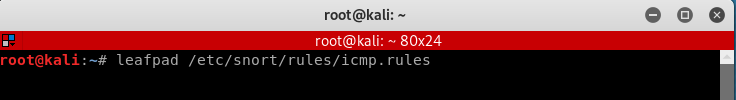 root@kali: ~
root@kali: ~ 80x24
root@kali:~# leafpad /etc/snort/rules/icmp.rules